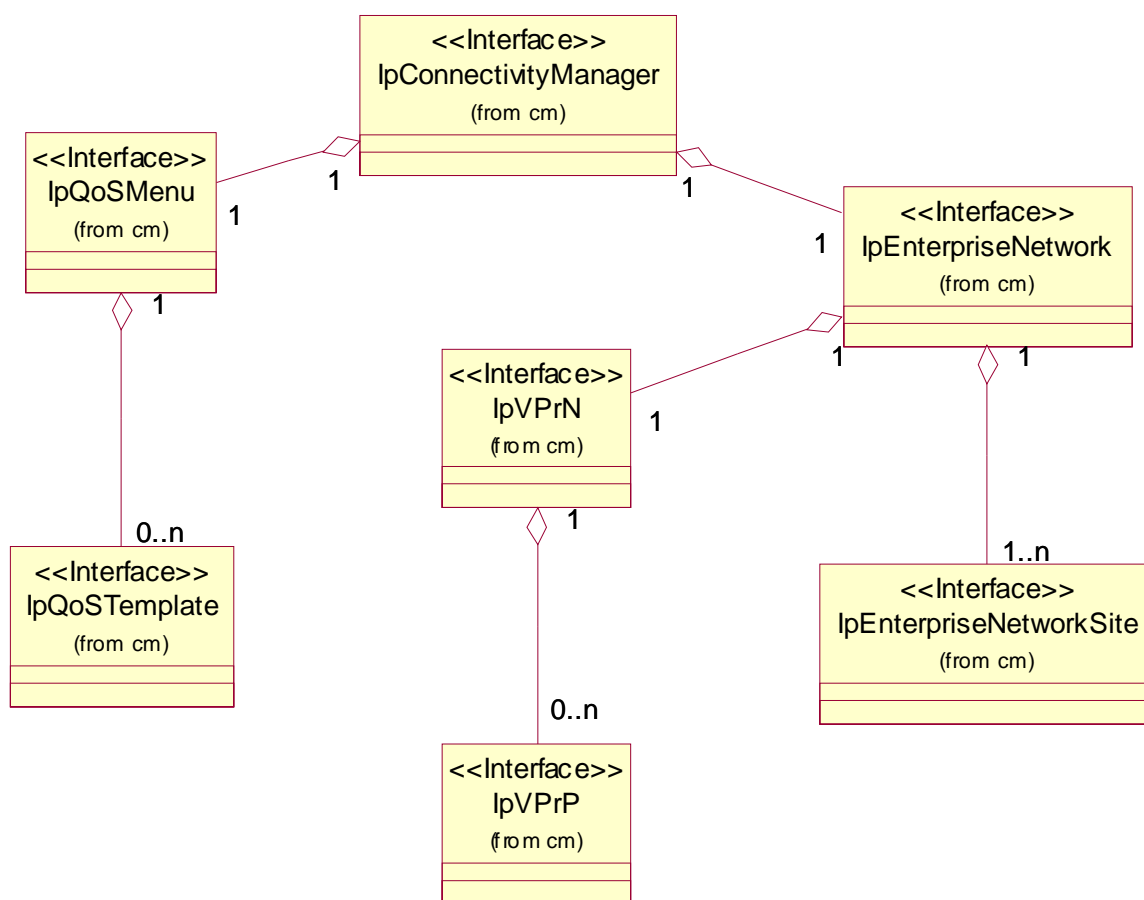 <<Interface>>
IpConnectivityManager
(from cm)
1
1
<<Interface>>
IpQoSMenu
(from cm)
1
1
1
<<Interface>>
IpEnterpriseNetwork
(from cm)
1
1
<<Interface>>
IpVPrN
(from cm)
1
1
1
0..n
<<Interface>>
IpQoSTemplate
(from cm)
1..n
<<Interface>>
IpEnterpriseNetworkSite
(from cm)
0..n
<<Interface>>
IpVPrP
(from cm)